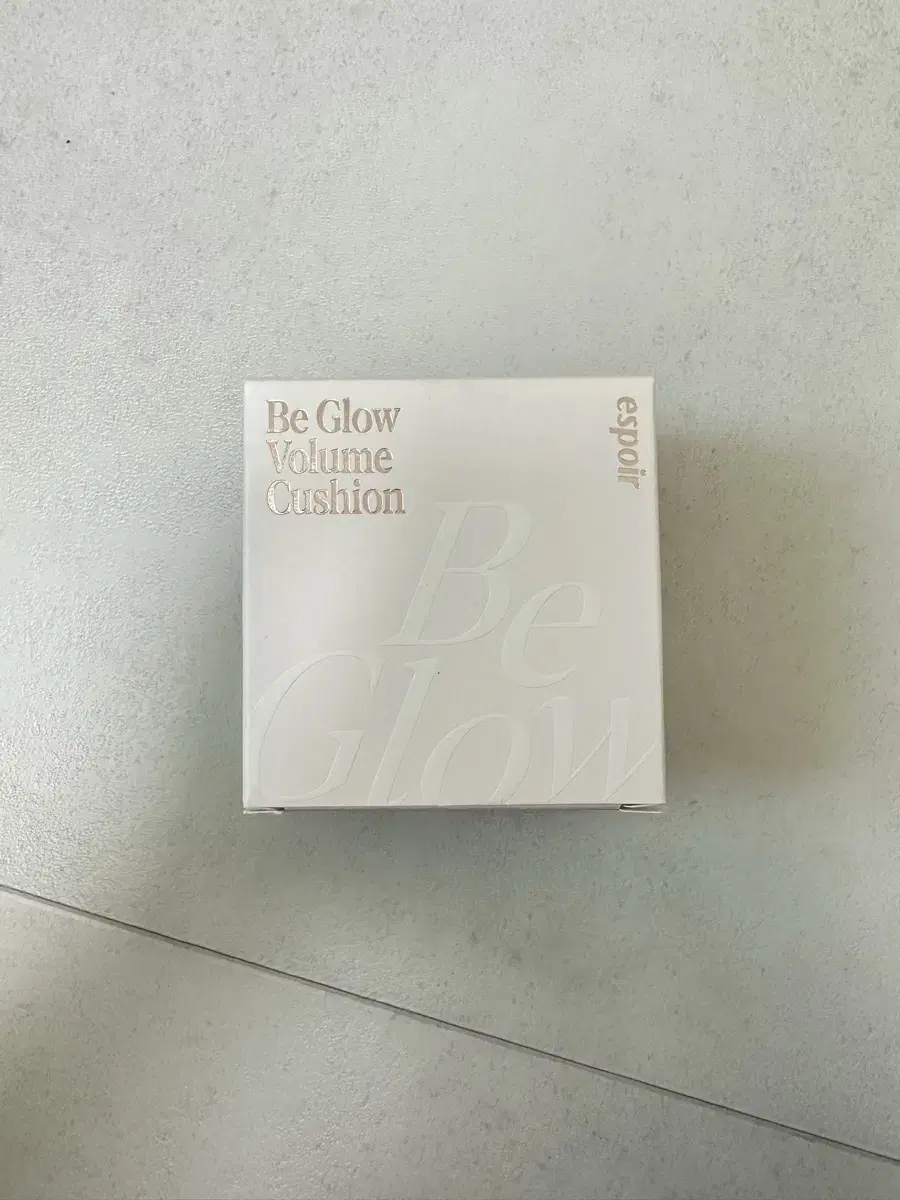 Be Glow
Volume
Cushion
espoir
Be
Glow